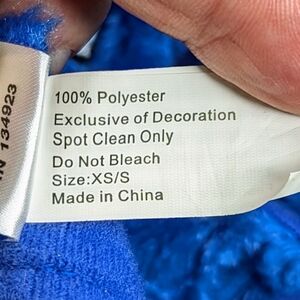 N 134923
100% Polyester
Exclusive of Decoration
Spot Clean Only
Do Not Bleach
Size:XS/S
Made in China